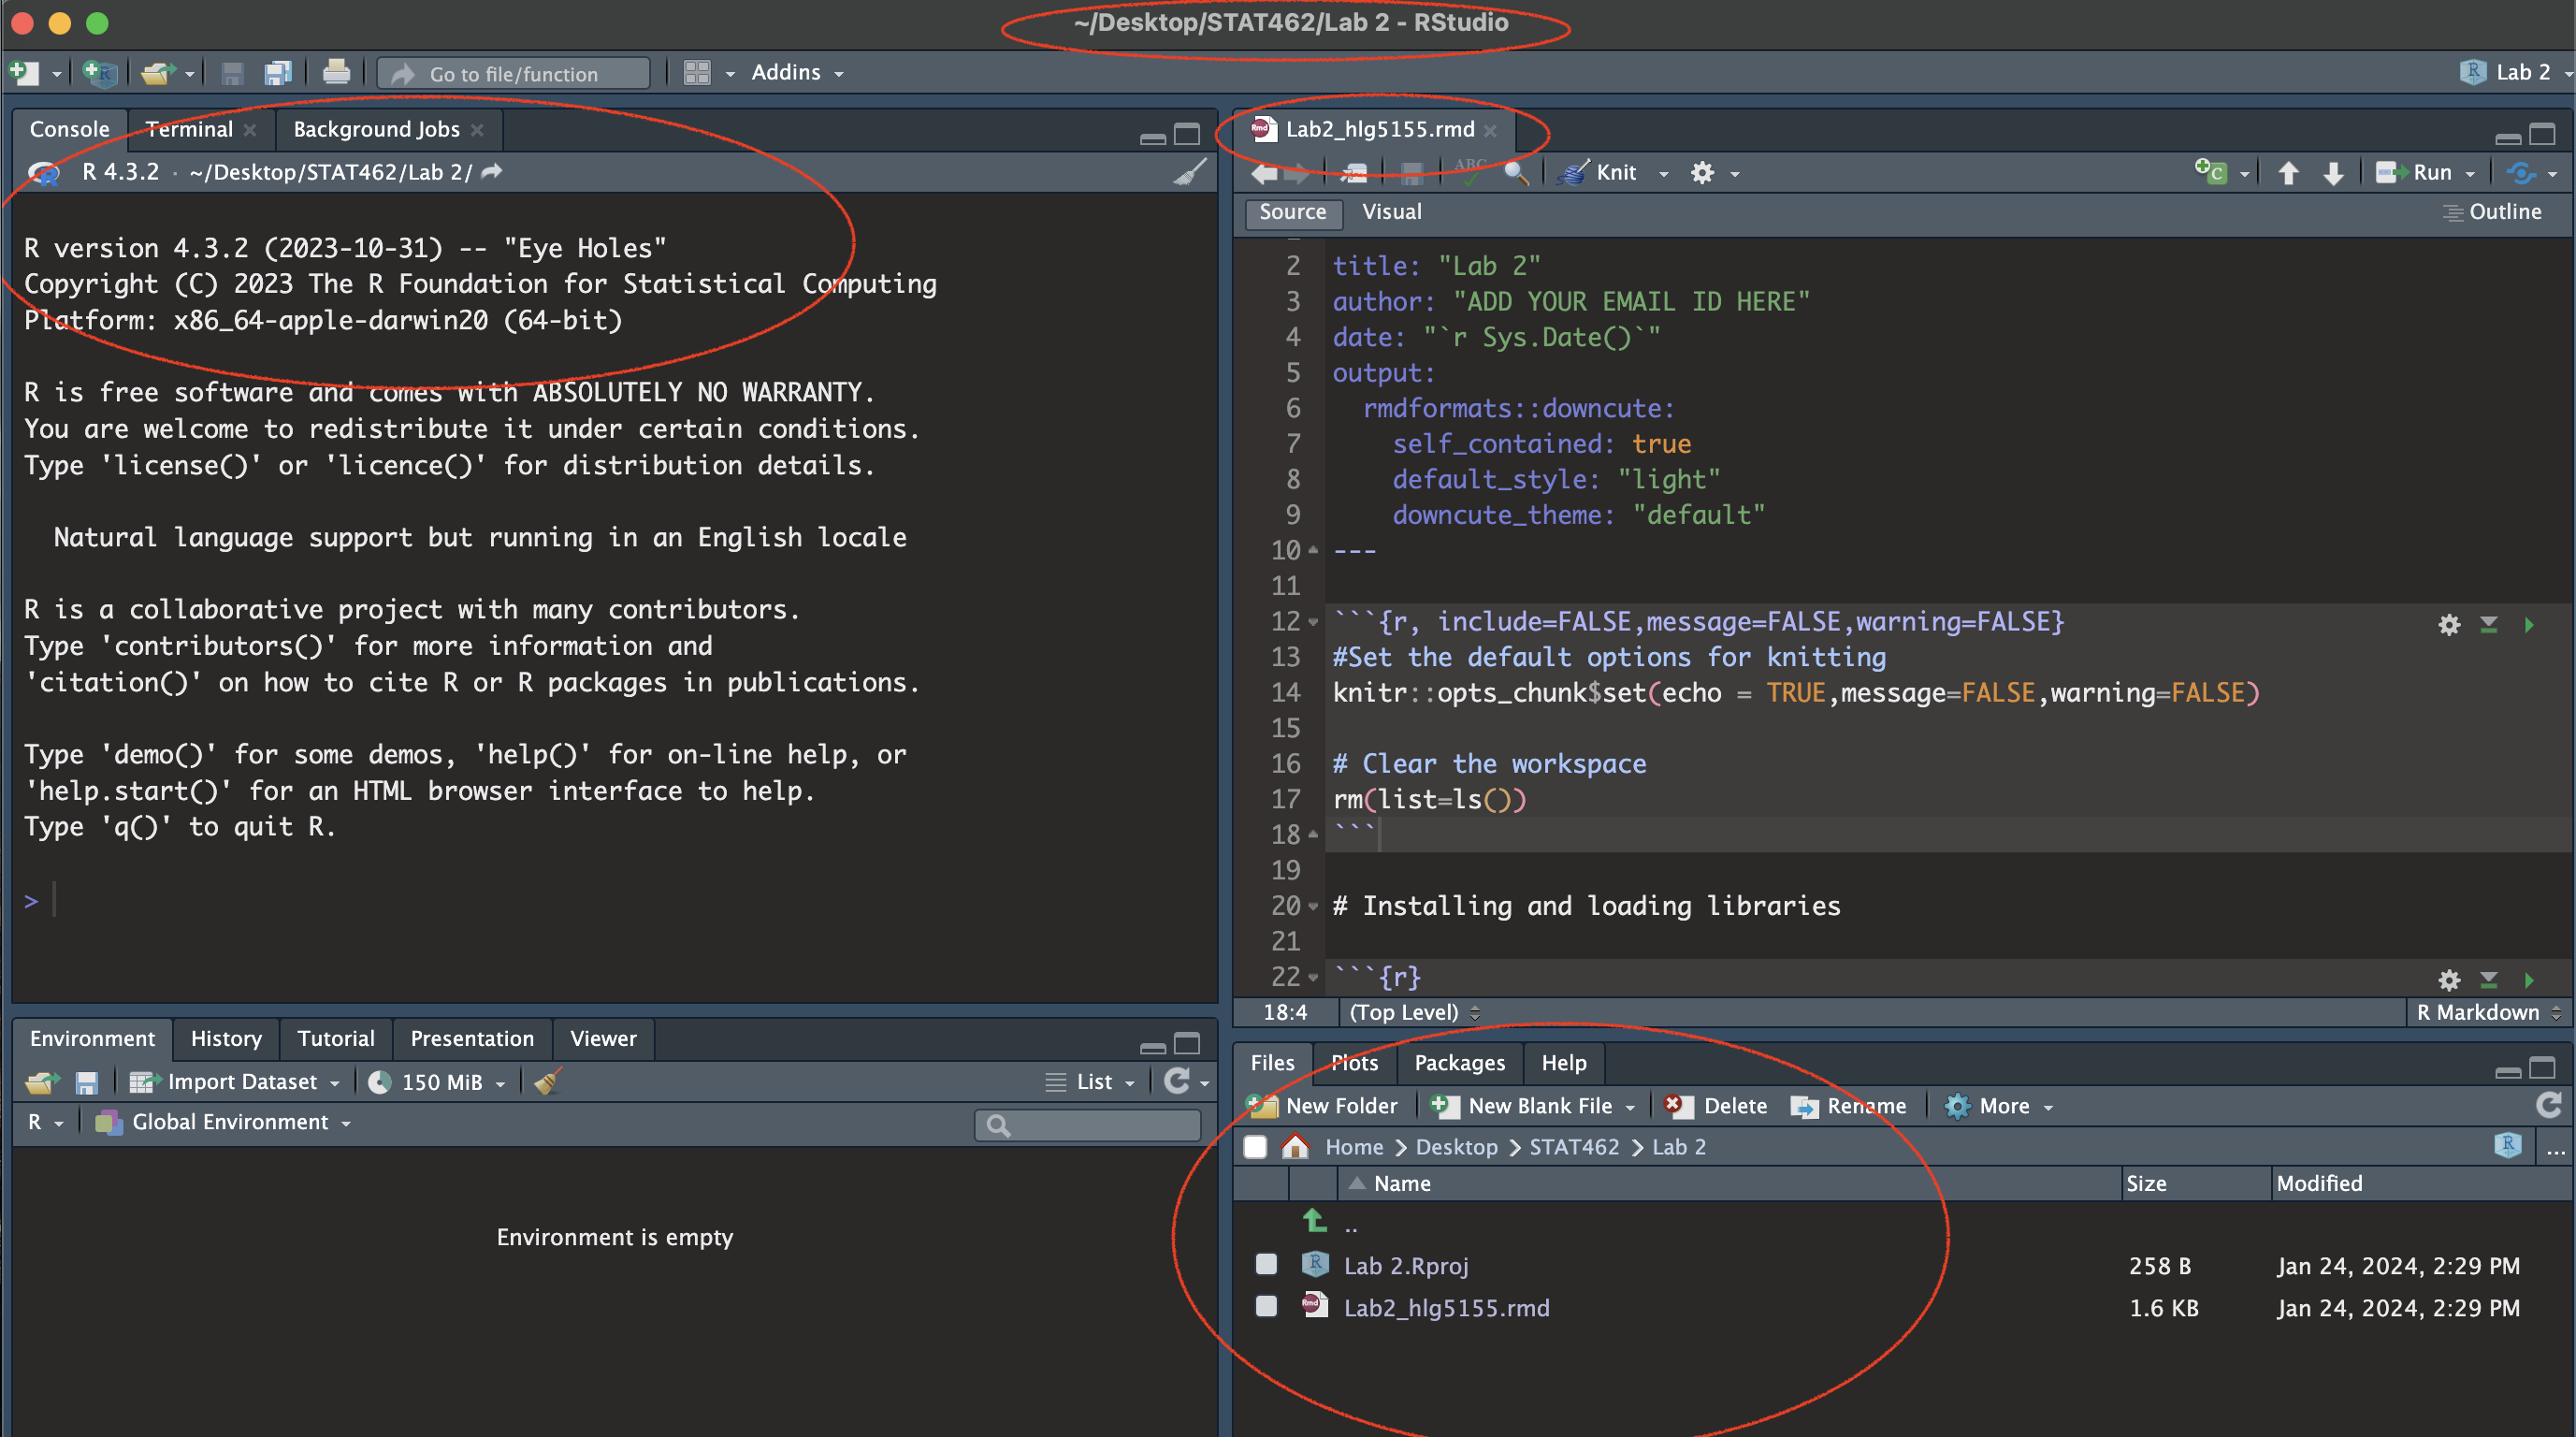 ~/Desktop/STAT462/Lab 2 - RStudio
Go to file/function
Addins
Lab 2
Console
Terminal
Background Jobs
R 4.3.2 · ~/Desktop/STAT462/Lab 2/
R version 4.3.2 (2023-10-31) -- "Eye Holes"
Copyright (C) 2023 The R Foundation for Statistical Computing
Platform: x86_64-apple-darwin20 (64-bit)
R is free software and comes with ABSOLUTELY NO WARRANTY.
You are welcome to redistribute it under certain conditions.
Type 'license()' or 'licence()' for distribution details.
Natural language support but running in an English locale
R is a collaborative project with many contributors.
Type 'contributors()' for more information and
'citation()' on how to cite R or R packages in publications.
Type 'demo()' for some demos, 'help()' for on-line help, or
'help.start()' for an HTML browser interface to help.
Type 'q()' to quit R.
>
Environment
History
Tutorial
Presentation
Viewer
Import Dataset
150 MiB
List
R
Global Environment
Environment is empty
Lab2_hlg5155.rmd
ABC
Knit
C
Run
Source
Visual
Outline
2 title: "Lab 2"
3 author: "ADD YOUR EMAIL ID HERE"
4 date: "`r Sys.Date()`"
5 output:
6 rmdformats::downcute:
7 self_contained: true
8 default_style: "light"
9 downcute_theme: "default"
10 ---
11
12 ```{r, include=FALSE,message=FALSE,warning=FALSE}
13 #Set the default options for knitting
14 knitr::opts_chunk$set(echo = TRUE,message=FALSE,warning=FALSE)
15
16 # Clear the workspace
17 rm(list=ls())
18 ```
19
20 # Installing and loading libraries
21
22 ```{r}
18:4
(Top Level)
R Markdown
Files
Plots
Packages
Help
New Folder
New Blank File
Delete
Rename
More
Home > Desktop > STAT462 > Lab 2
...
Name
Size
Modified
..
Lab 2.Rproj 258 B Jan 24, 2024, 2:29 PM
Lab2_hlg5155.rmd 1.6 KB Jan 24, 2024, 2:29 PM